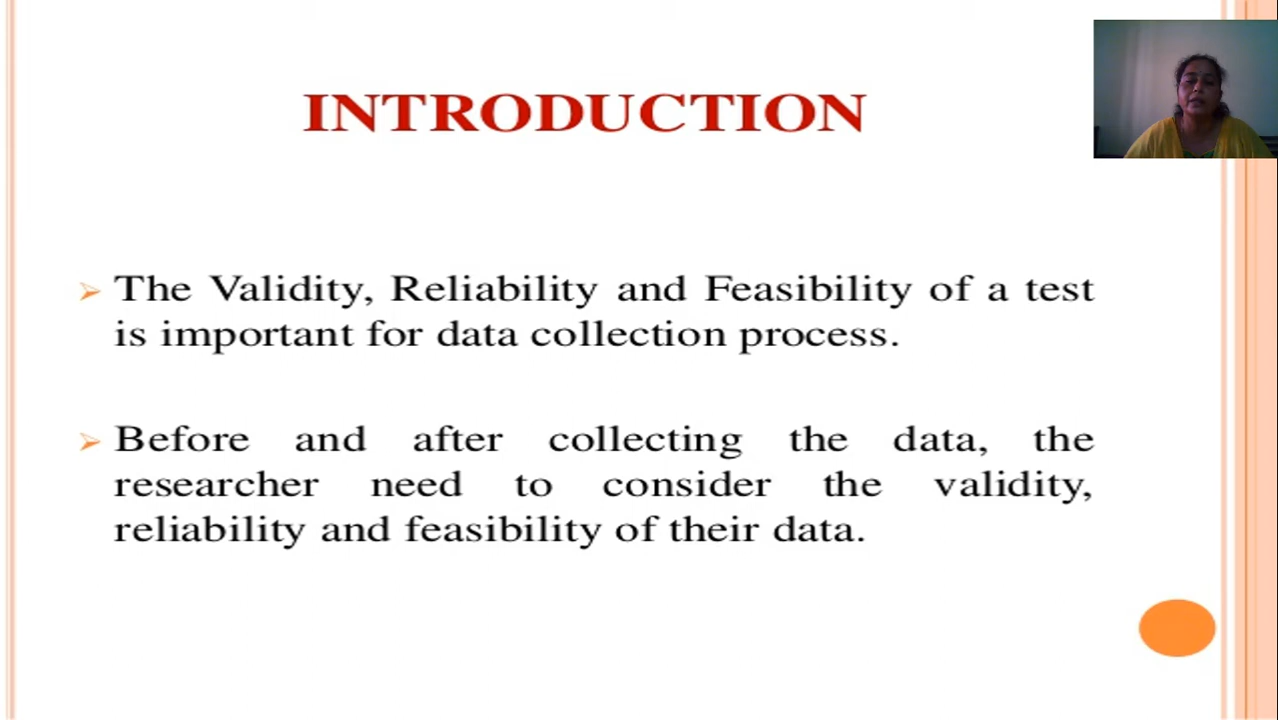 INTRODUCTION
The Validity, Reliability and Feasibility of a test
is important for data collection process.
Before and after collecting the data, the
researcher need to consider the validity,
reliability and feasibility of their data.